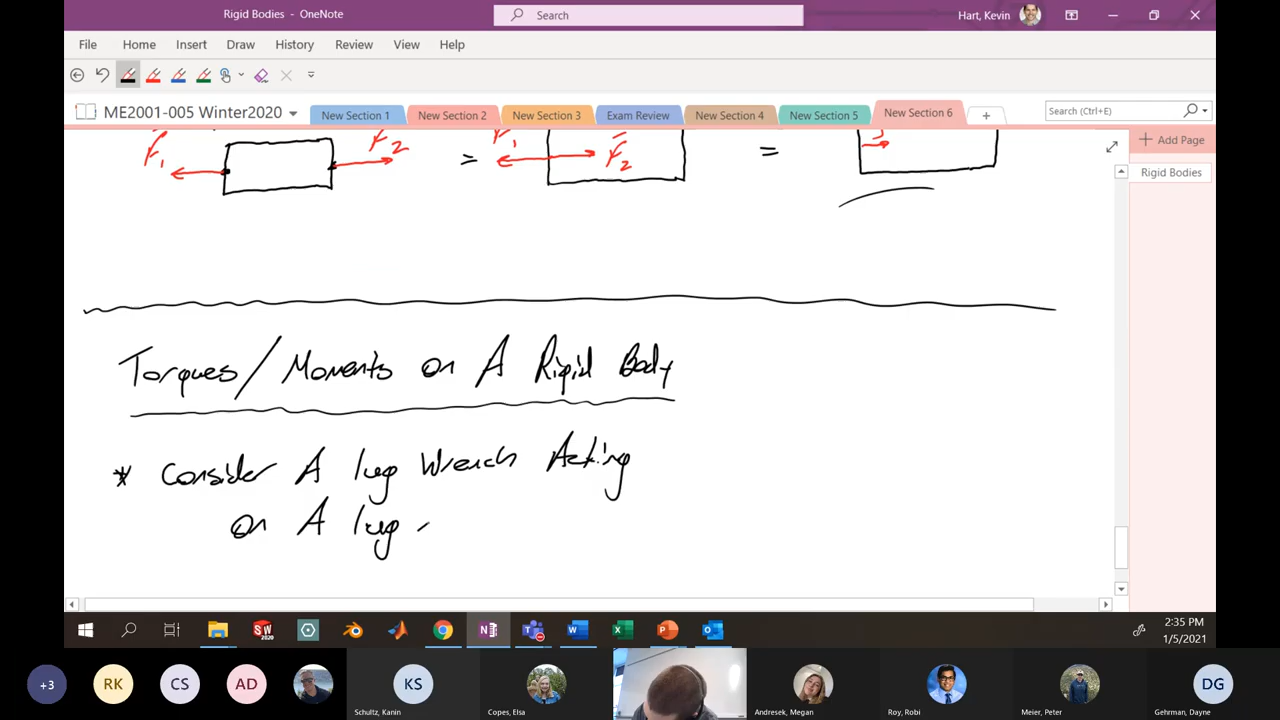 Rigid Bodies - OneNote
Search
Hart, Kevin
File Home Insert Draw History Review View Help
ME2001-005 Winter2020
New Section 1
New Section 2
New Section 3
Exam Review
New Section 4
New Section 5
New Section 6
+
Search (Ctrl+E)
+ Add Page
Rigid Bodies
F1 F2 = F1 F2 =
Torques/Moments on A Rigid Body
* Consider A lug Wrench Acting
on A lug
2:35 PM
1/5/2021
+3
RK
CS
AD
KS
DG
Schultz, Kanin
Copes, Elsa
Andresek, Megan
Roy, Robi
Meier, Peter
Gehrman, Dayne